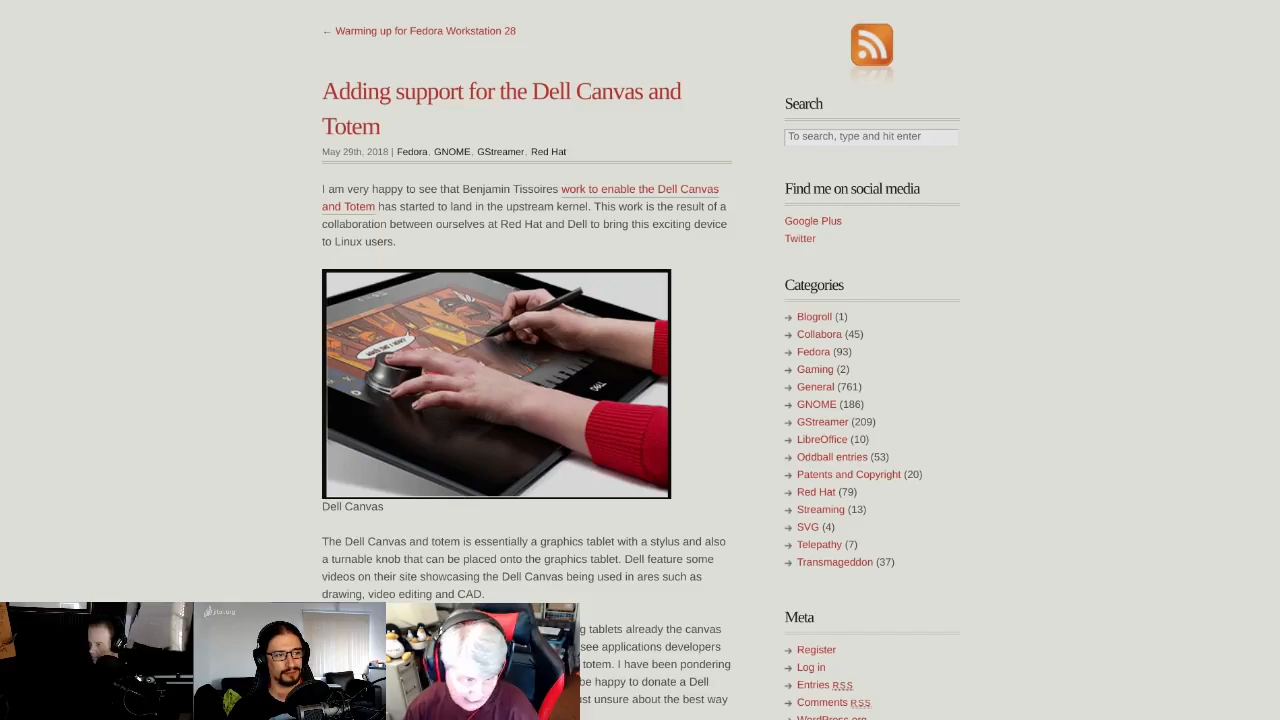 ← Warming up for Fedora Workstation 28
Adding support for the Dell Canvas and
Totem
May 29th, 2018 | Fedora, GNOME, GStreamer, Red Hat
I am very happy to see that Benjamin Tissoires work to enable the Dell Canvas
and Totem has started to land in the upstream kernel. This work is the result of a
collaboration between ourselves at Red Hat and Dell to bring this exciting device
to Linux users.
DELL
Dell Canvas
The Dell Canvas and totem is essentially a graphics tablet with a stylus and also
a turnable knob that can be placed onto the graphics tablet. Dell feature some
videos on their site showcasing the Dell Canvas being used in ares such as
drawing, video editing and CAD.
g tablets already the canvas
see applications developers
totem. I have been pondering
be happy to donate a Dell
unsure about the best way
jitsi.org
Search
To search, type and hit enter
Find me on social media
Google Plus
Twitter
Categories
Blogroll (1)
Collabora (45)
Fedora (93)
Gaming (2)
General (761)
GNOME (186)
GStreamer (209)
LibreOffice (10)
Oddball entries (53)
Patents and Copyright (20)
Red Hat (79)
Streaming (13)
SVG (4)
Telepathy (7)
Transmageddon (37)
Meta
Register
Log in
Entries RSS
Comments RSS
WordPress.org